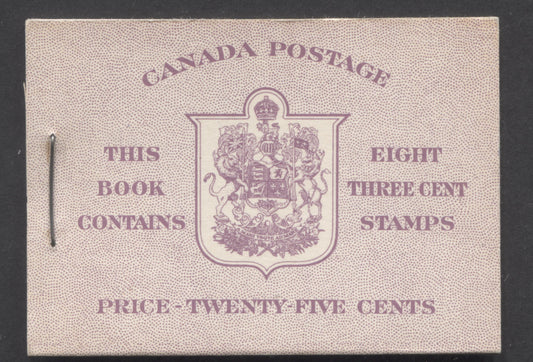 CANADA POSTAGE
THIS
BOOK
CONTAINS
EIGHT
THREE CENT
STAMPS
PRICE-TWENTY-FIVE CENTS